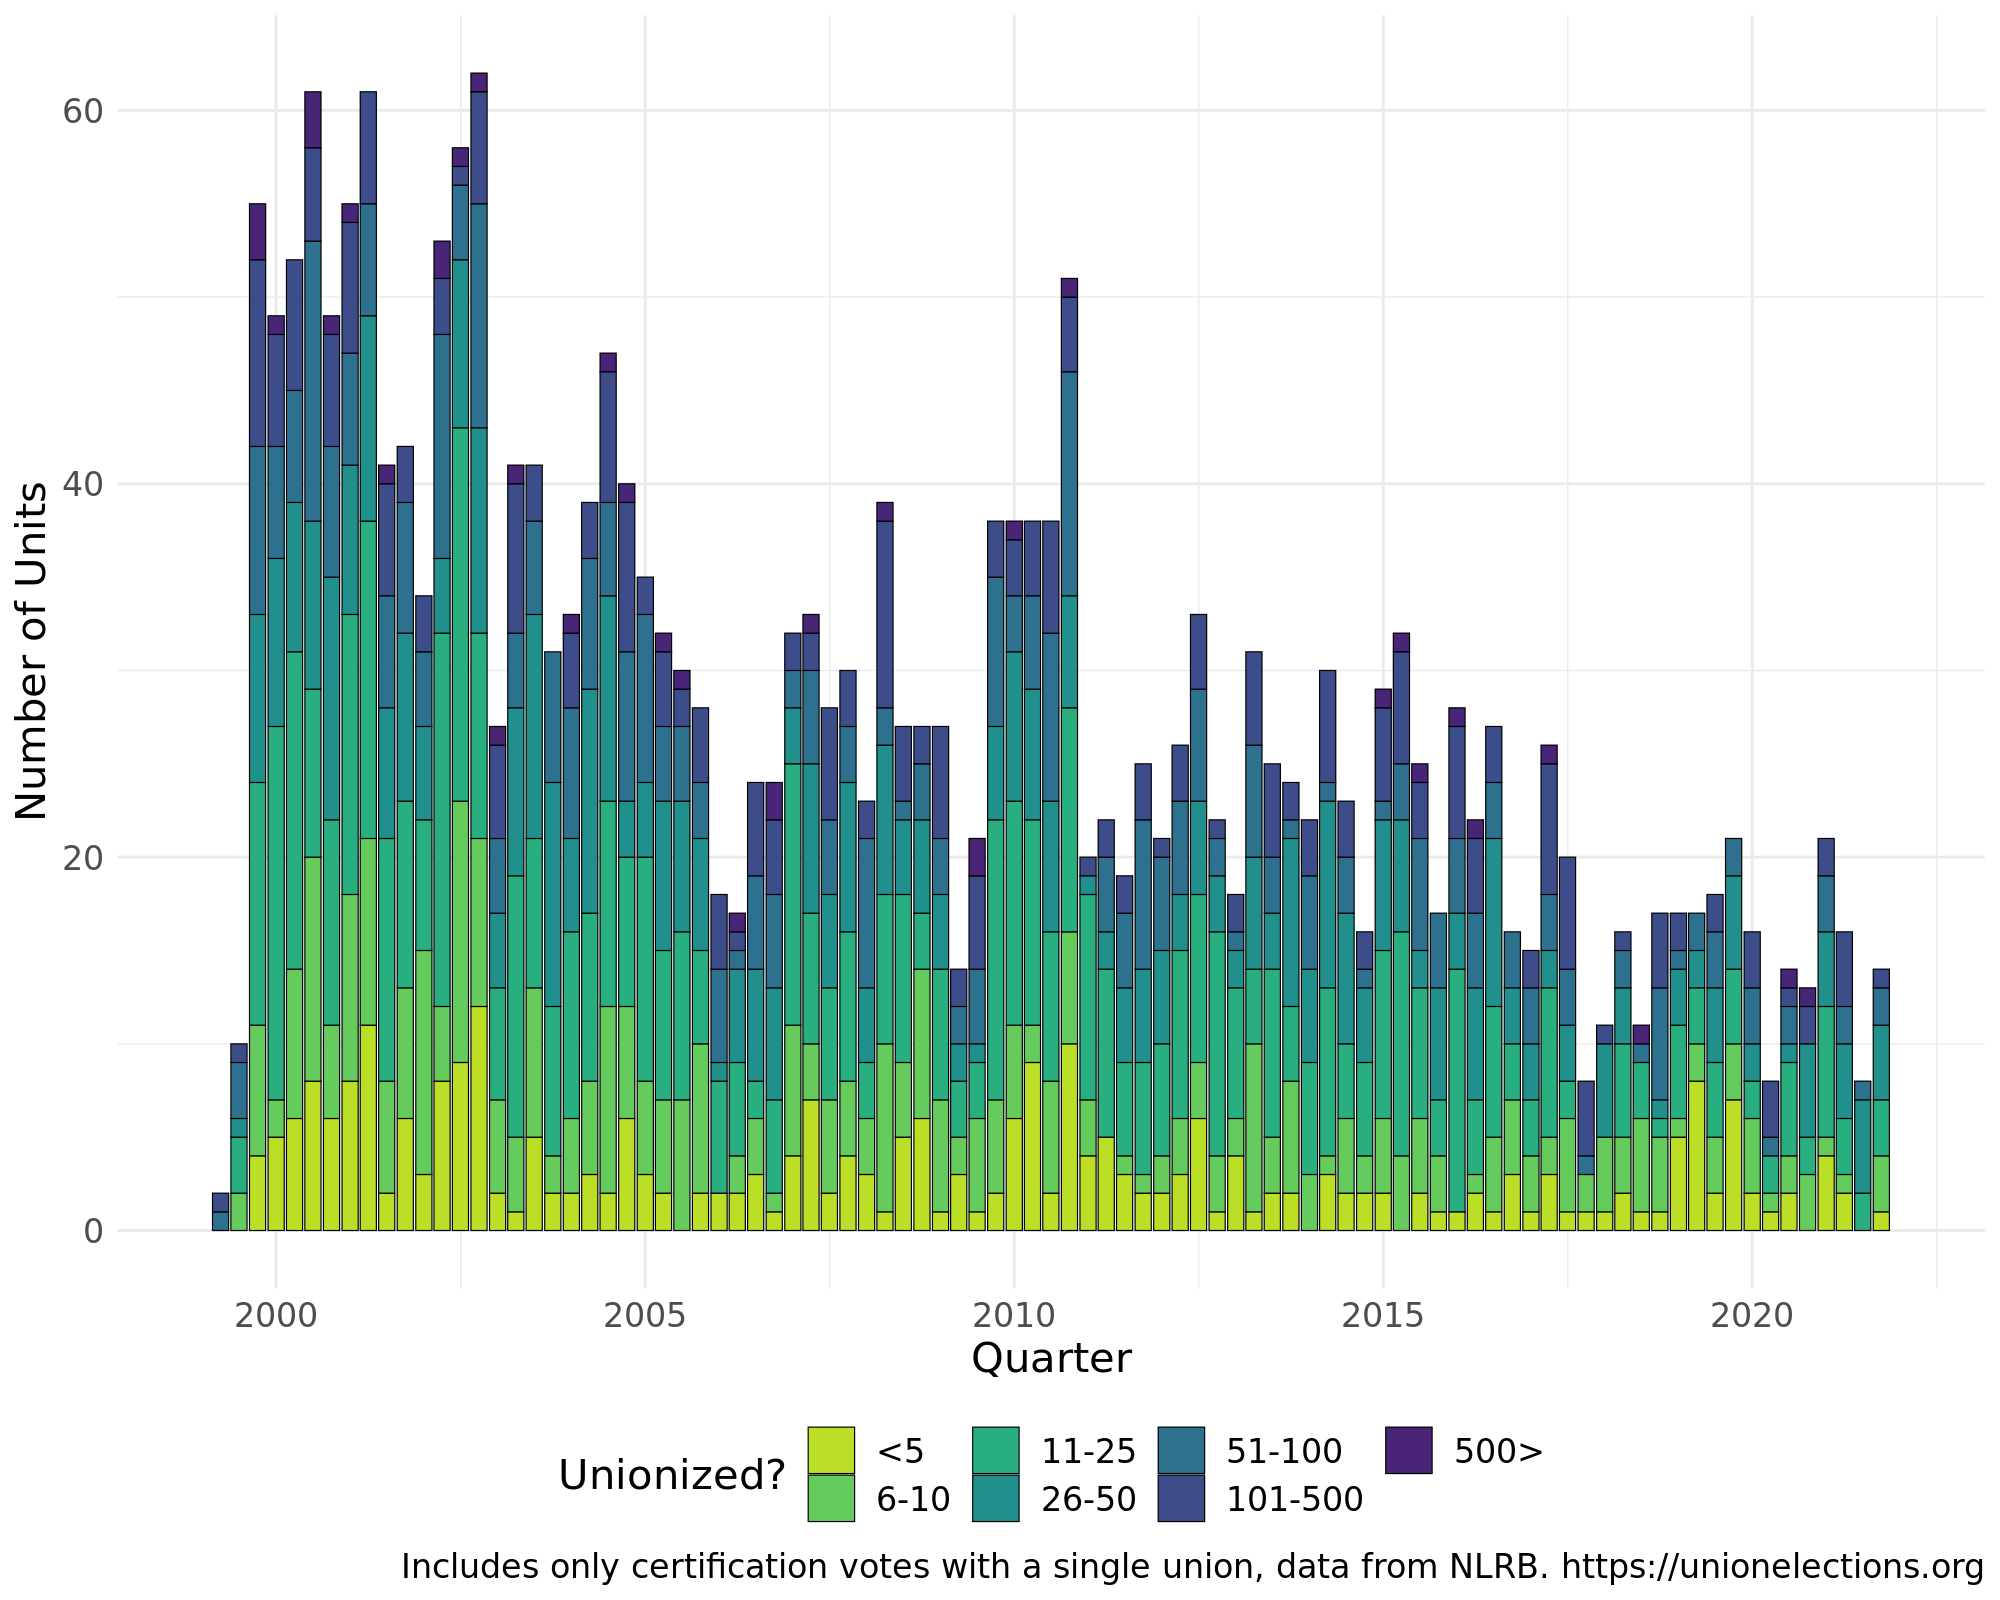 60
40
20
0
Number of Units
2000 2005 2010 2015 2020
Quarter
Unionized?
<5 11-25 51-100 500>
6-10 26-50 101-500
Includes only certification votes with a single union, data from NLRB. https://unionelections.org